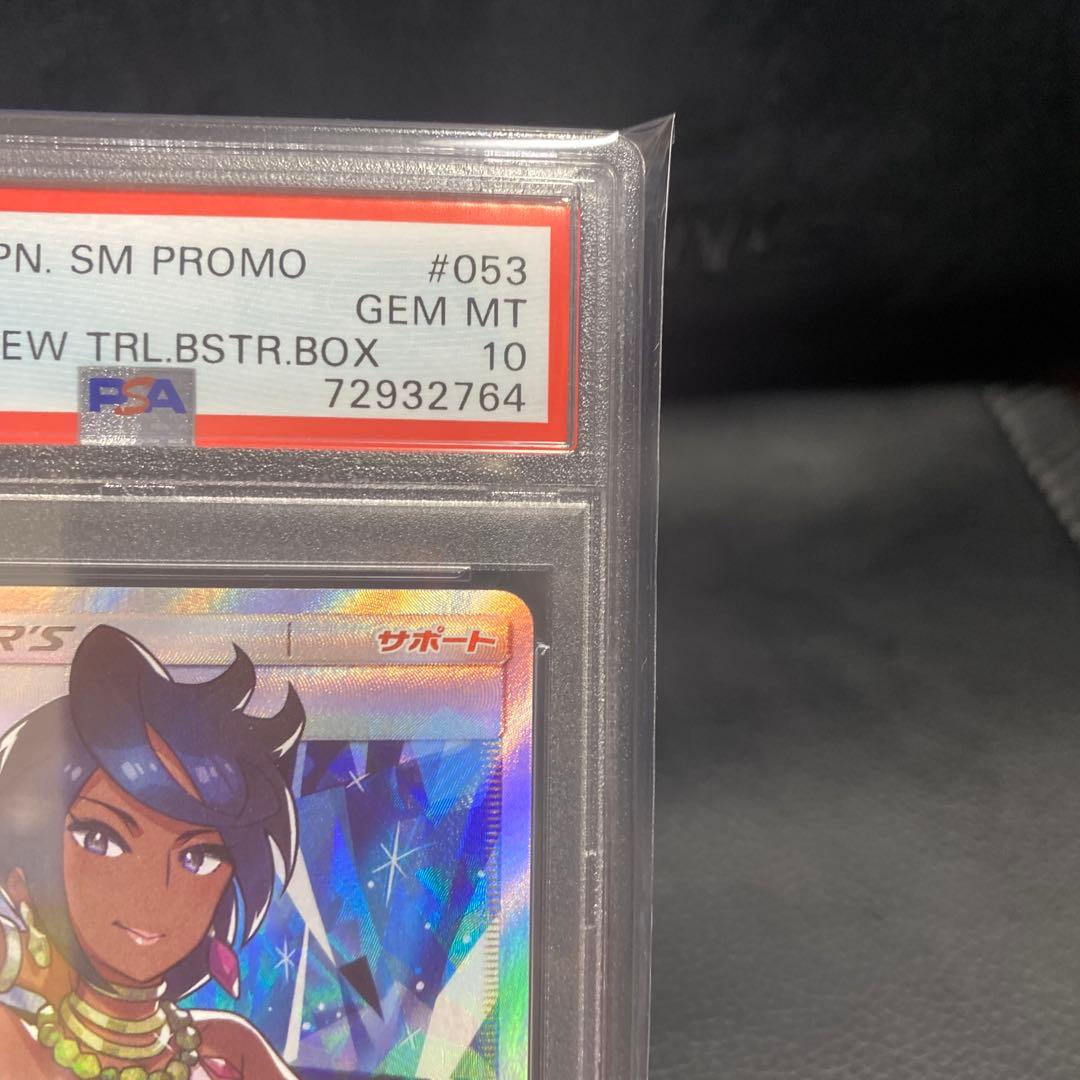 PN. SM PROMO #053
GEM MT
EW TRL.BSTR.BOX 10
PSA 72932764
R'S サポート